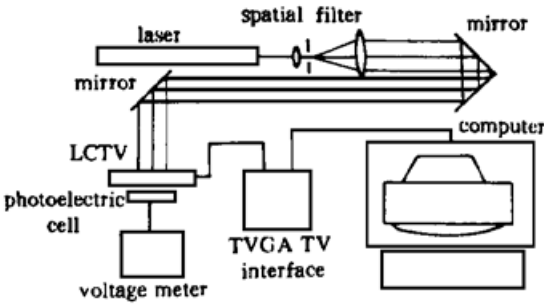 spatial filter
mirror
laser
mirror
computer
LCTV
photoelectric
cell
TVGA TV
interface
voltage meter